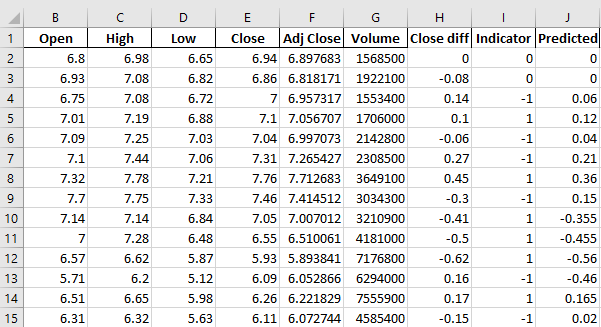 B C D E F G H I J
1 Open High Low Close Adj Close Volume Close diff Indicator Predicted
2 6.8 6.98 6.65 6.94 6.897683 1568500 0 0 0
3 6.93 7.08 6.82 6.86 6.818171 1922100 -0.08 0 0
4 6.75 7.08 6.72 7 6.957317 1553400 0.14 -1 0.06
5 7.01 7.19 6.88 7.1 7.056707 1706000 0.1 1 0.12
6 7.09 7.25 7.03 7.04 6.997073 2142800 -0.06 -1 0.04
7 7.1 7.44 7.06 7.31 7.265427 2308500 0.27 -1 0.21
8 7.32 7.78 7.21 7.76 7.712683 3649100 0.45 1 0.36
9 7.7 7.75 7.33 7.46 7.414512 3034300 -0.3 -1 0.15
10 7.14 7.14 6.84 7.05 7.007012 3210900 -0.41 1 -0.355
11 7 7.28 6.48 6.55 6.510061 4181000 -0.5 1 -0.455
12 6.57 6.62 5.87 5.93 5.893841 7176800 -0.62 1 -0.56
13 5.71 6.2 5.12 6.09 6.052866 6294000 0.16 -1 -0.46
14 6.51 6.65 5.98 6.26 6.221829 7555900 0.17 1 0.165
15 6.31 6.32 5.63 6.11 6.072744 4585400 -0.15 -1 0.02